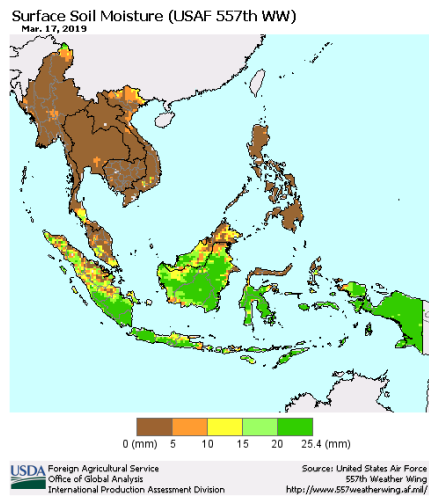 Surface Soil Moisture (USAF 557th WW)
Mar. 17, 2019
0 (mm) 5 10 15 20 25.4 (mm)
USDA Foreign Agricultural Service
Office of Global Analysis
International Production Assessment Division
Source: United States Air Force
557th Weather Wing
http://www.557weatherwing.af.mil/